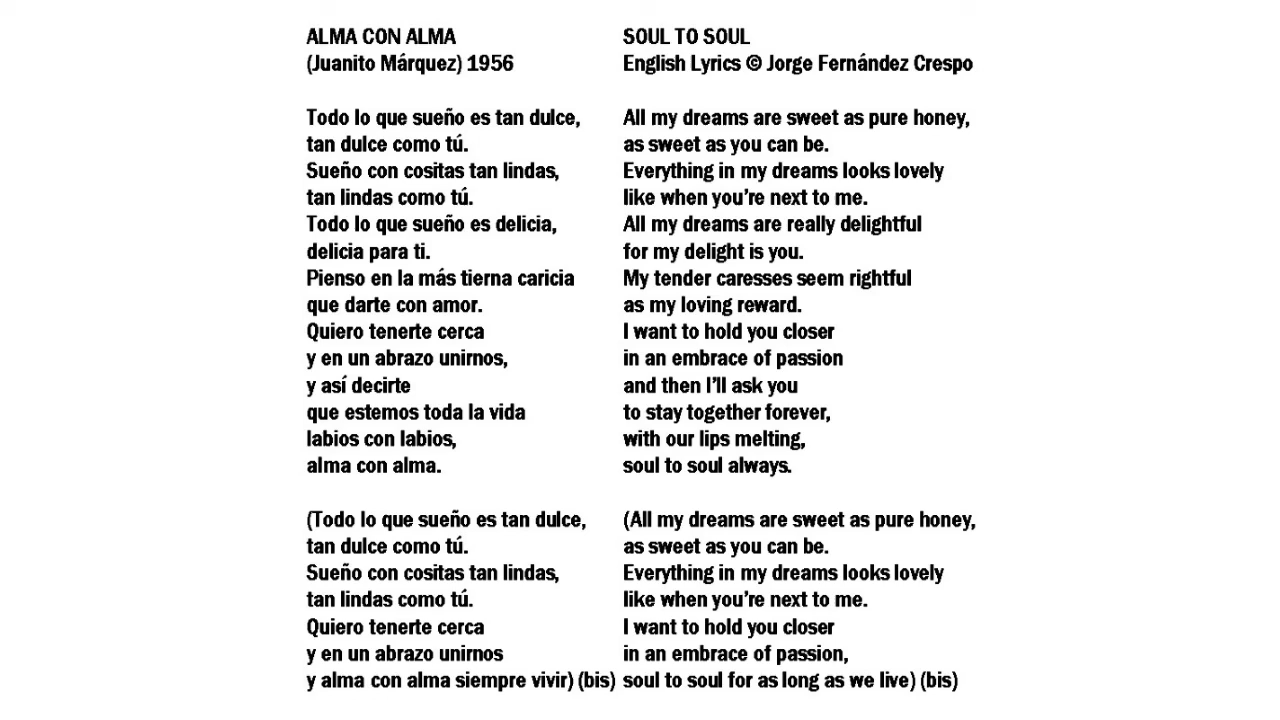 ALMA CON ALMA
(Juanito Márquez) 1956
Todo lo que sueño es tan dulce,
tan dulce como tú.
Sueño con cositas tan lindas,
tan lindas como tú.
Todo lo que sueño es delicia,
delicia para ti.
Pienso en la más tierna caricia
que darte con amor.
Quiero tenerte cerca
y en un abrazo unirnos,
y así decirte
que estemos toda la vida
labios con labios,
alma con alma.
(Todo lo que sueño es tan dulce,
tan dulce como tú.
Sueño con cositas tan lindas,
tan lindas como tú.
Quiero tenerte cerca
y en un abrazo unirnos
y alma con alma siempre vivir) (bis)
SOUL TO SOUL
English Lyrics © Jorge Fernández Crespo
All my dreams are sweet as pure honey,
as sweet as you can be.
Everything in my dreams looks lovely
like when you're next to me.
All my dreams are really delightful
for my delight is you.
My tender caresses seem rightful
as my loving reward.
I want to hold you closer
in an embrace of passion
and then I'll ask you
to stay together forever,
with our lips melting,
soul to soul always.
(All my dreams are sweet as pure honey,
as sweet as you can be.
Everything in my dreams looks lovely
like when you're next to me.
I want to hold you closer
in an embrace of passion,
soul to soul for as long as we live) (bis)